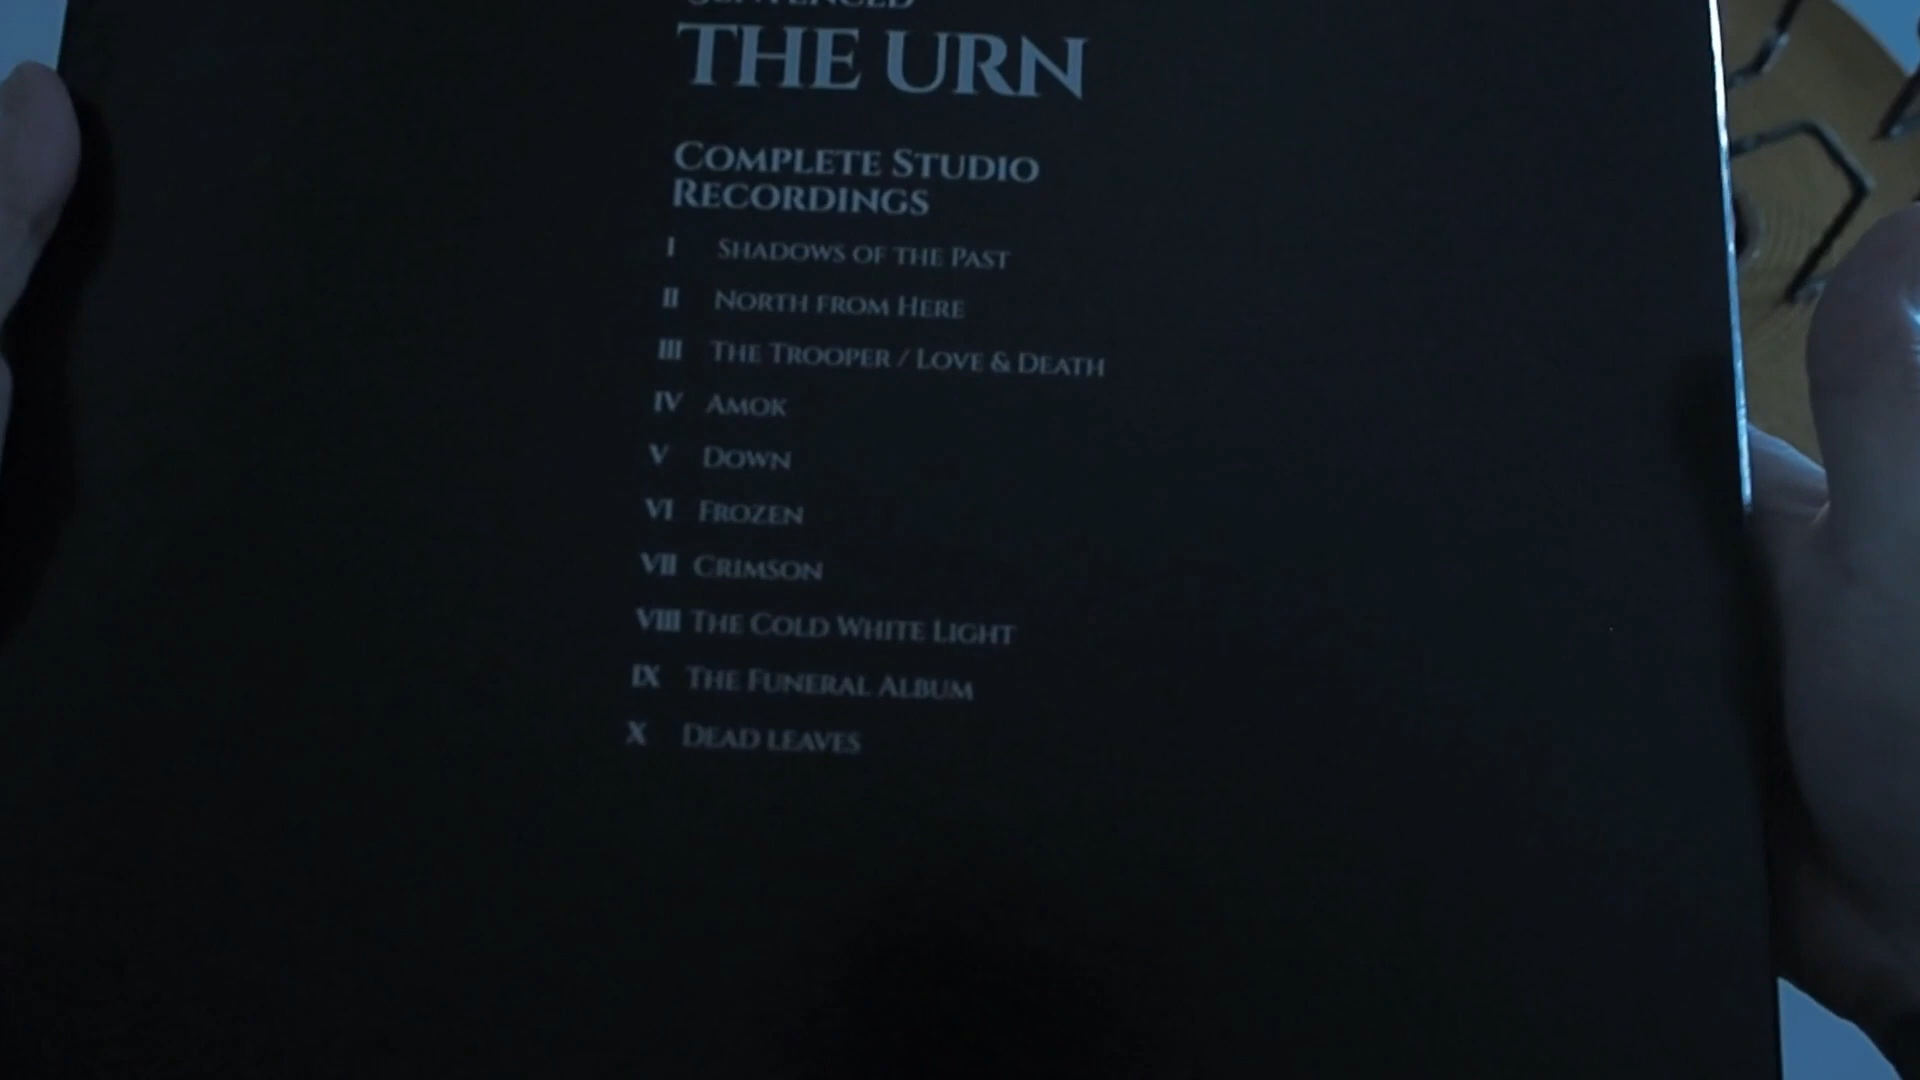 SENTENCED
THE URN
COMPLETE STUDIO
RECORDINGS
I SHADOWS OF THE PAST
II NORTH FROM HERE
III THE TROOPER / LOVE & DEATH
IV AMOK
V DOWN
VI FROZEN
VII CRIMSON
VIII THE COLD WHITE LIGHT
IX THE FUNERAL ALBUM
X DEAD LEAVES